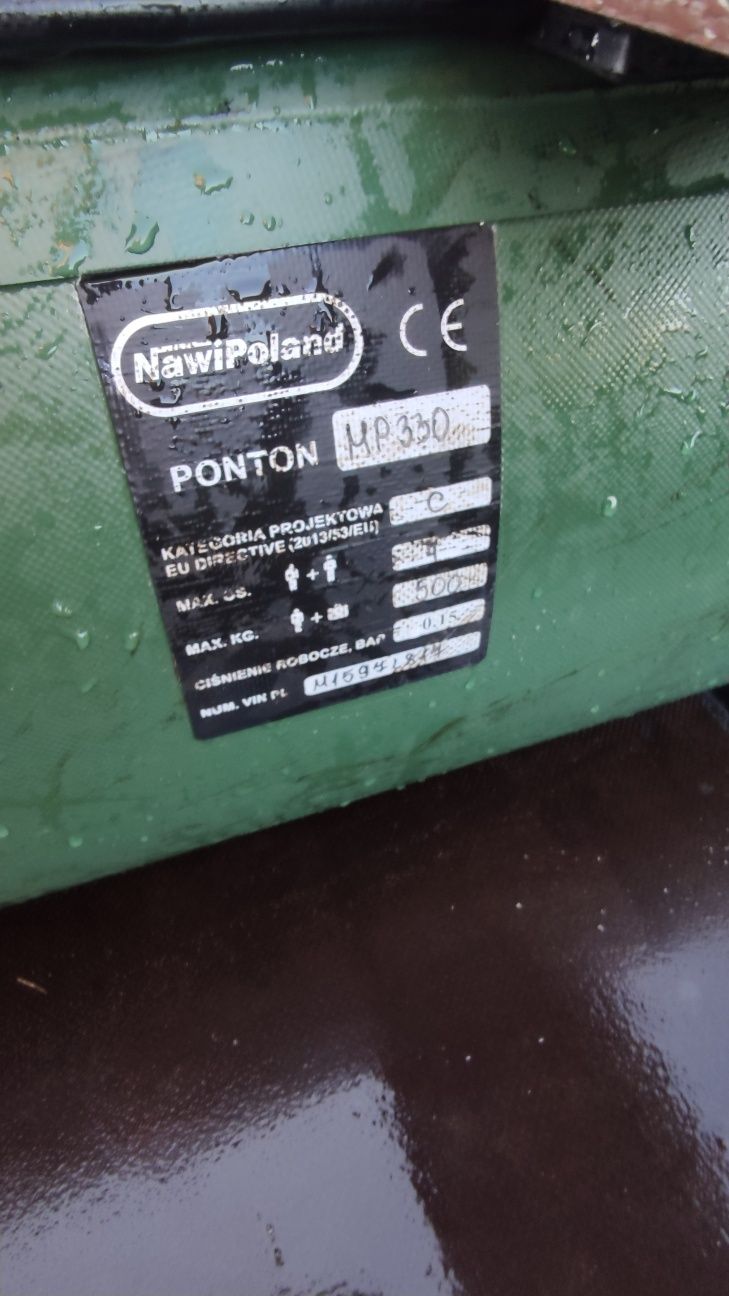 NawiPoland
CE
PONTON MP330
KATEGORIA PROJEKTOWA
EU DIRECTIVE (2013/53/EU) C
MAX. OS. +
MAX. KG. + 500
CIŚNIENIE ROBOCZE, BAR 0.15
NUM. VIN PL